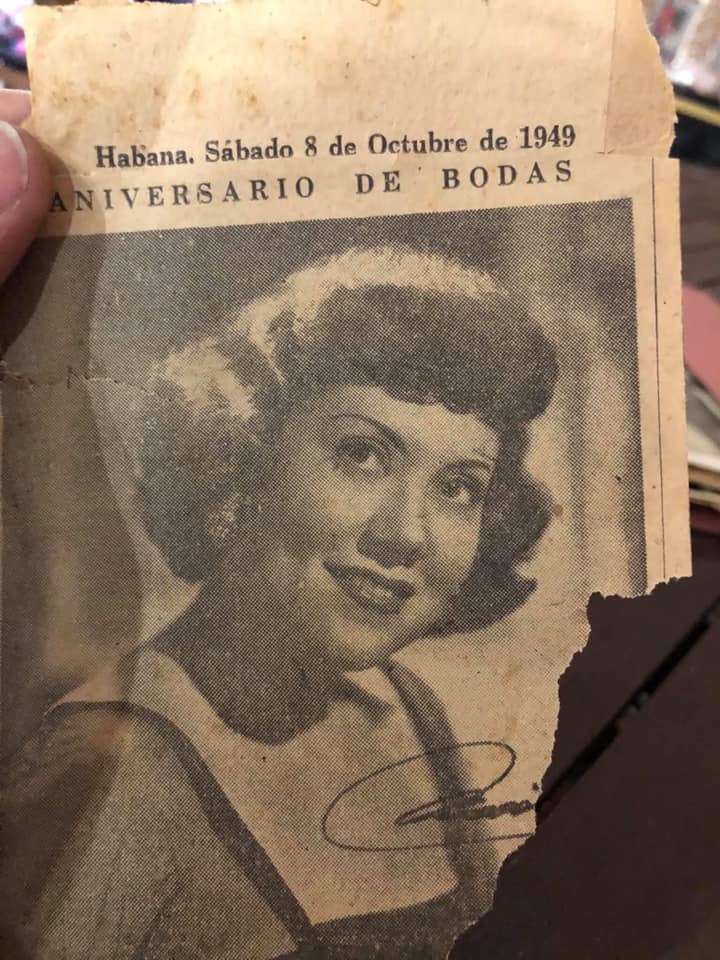 Habana. Sábado 8 de Octubre de 1949
ANIVERSARIO DE BODAS